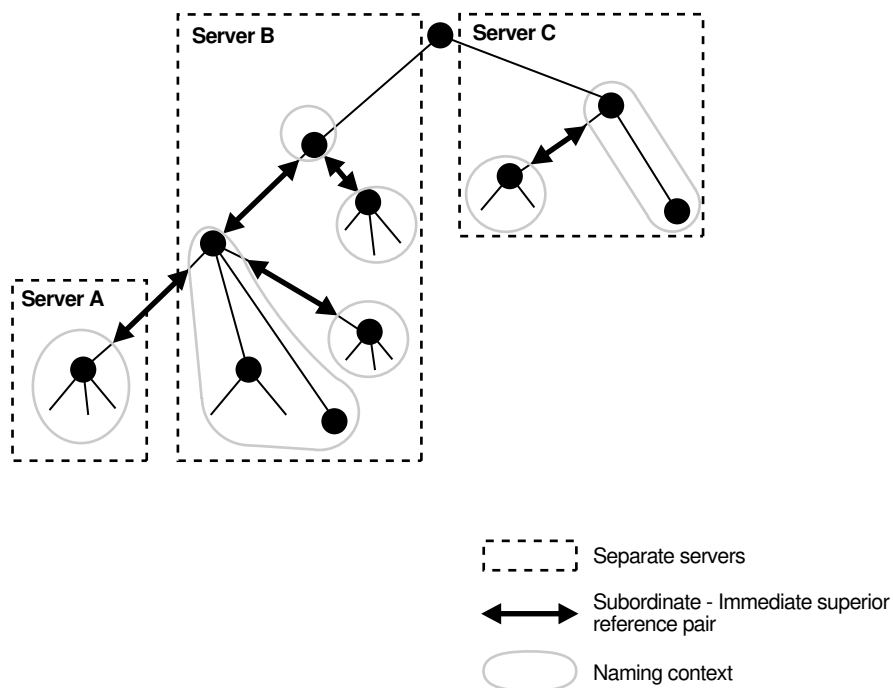 Server B
Server C
Server A
Separate servers
Subordinate - Immediate superior
reference pair
Naming context